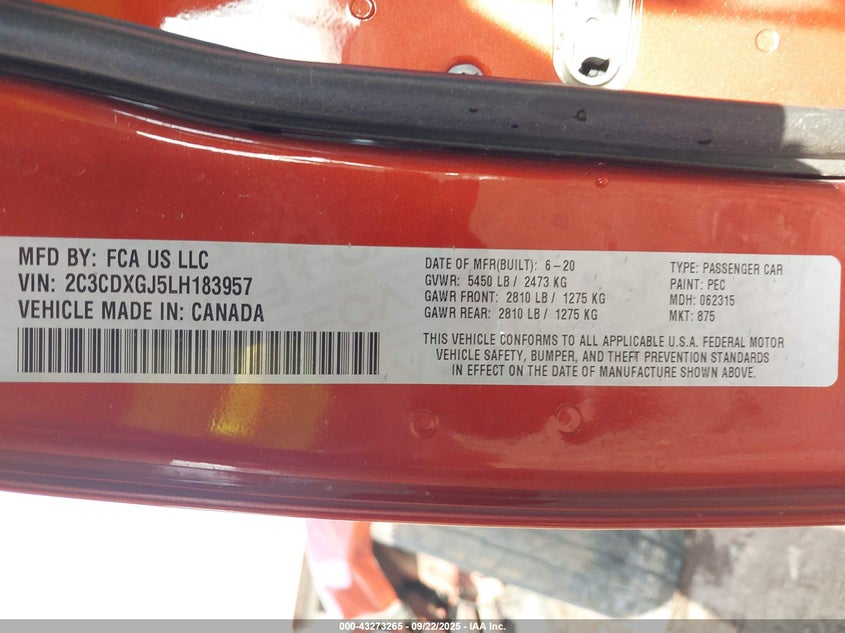 MFD BY: FCA US LLC
VIN: 2C3CDXGJ5LH183957
VEHICLE MADE IN: CANADA
DATE OF MFR(BUILT): 6-20
GVWR: 5450 LB / 2473 KG
GAWR FRONT: 2810 LB / 1275 KG
GAWR REAR: 2810 LB / 1275 KG
TYPE: PASSENGER CAR
PAINT: PEC
MDH: 062315
MKT: 875
THIS VEHICLE CONFORMS TO ALL APPLICABLE U.S.A. FEDERAL MOTOR
VEHICLE SAFETY, BUMPER, AND THEFT PREVENTION STANDARDS
IN EFFECT ON THE DATE OF MANUFACTURE SHOWN ABOVE.
000-43273265 - 09/22/2025 - IAA Inc.